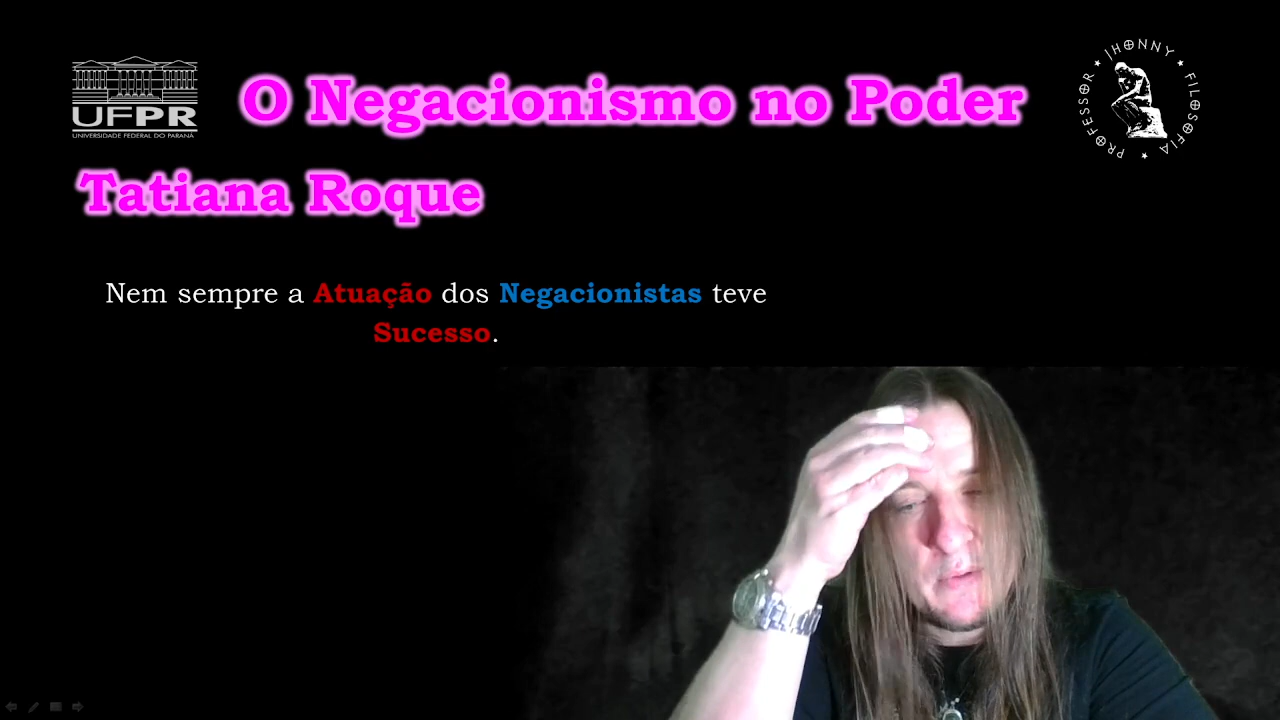 O Negacionismo no Poder
UFPR
UNIVERSIDADE FEDERAL DO PARANÁ
PROFESSOR ★ JHONNY ★ FILOSOFIA ★
Tatiana Roque
Nem sempre a Atuação dos Negacionistas teve
Sucesso.